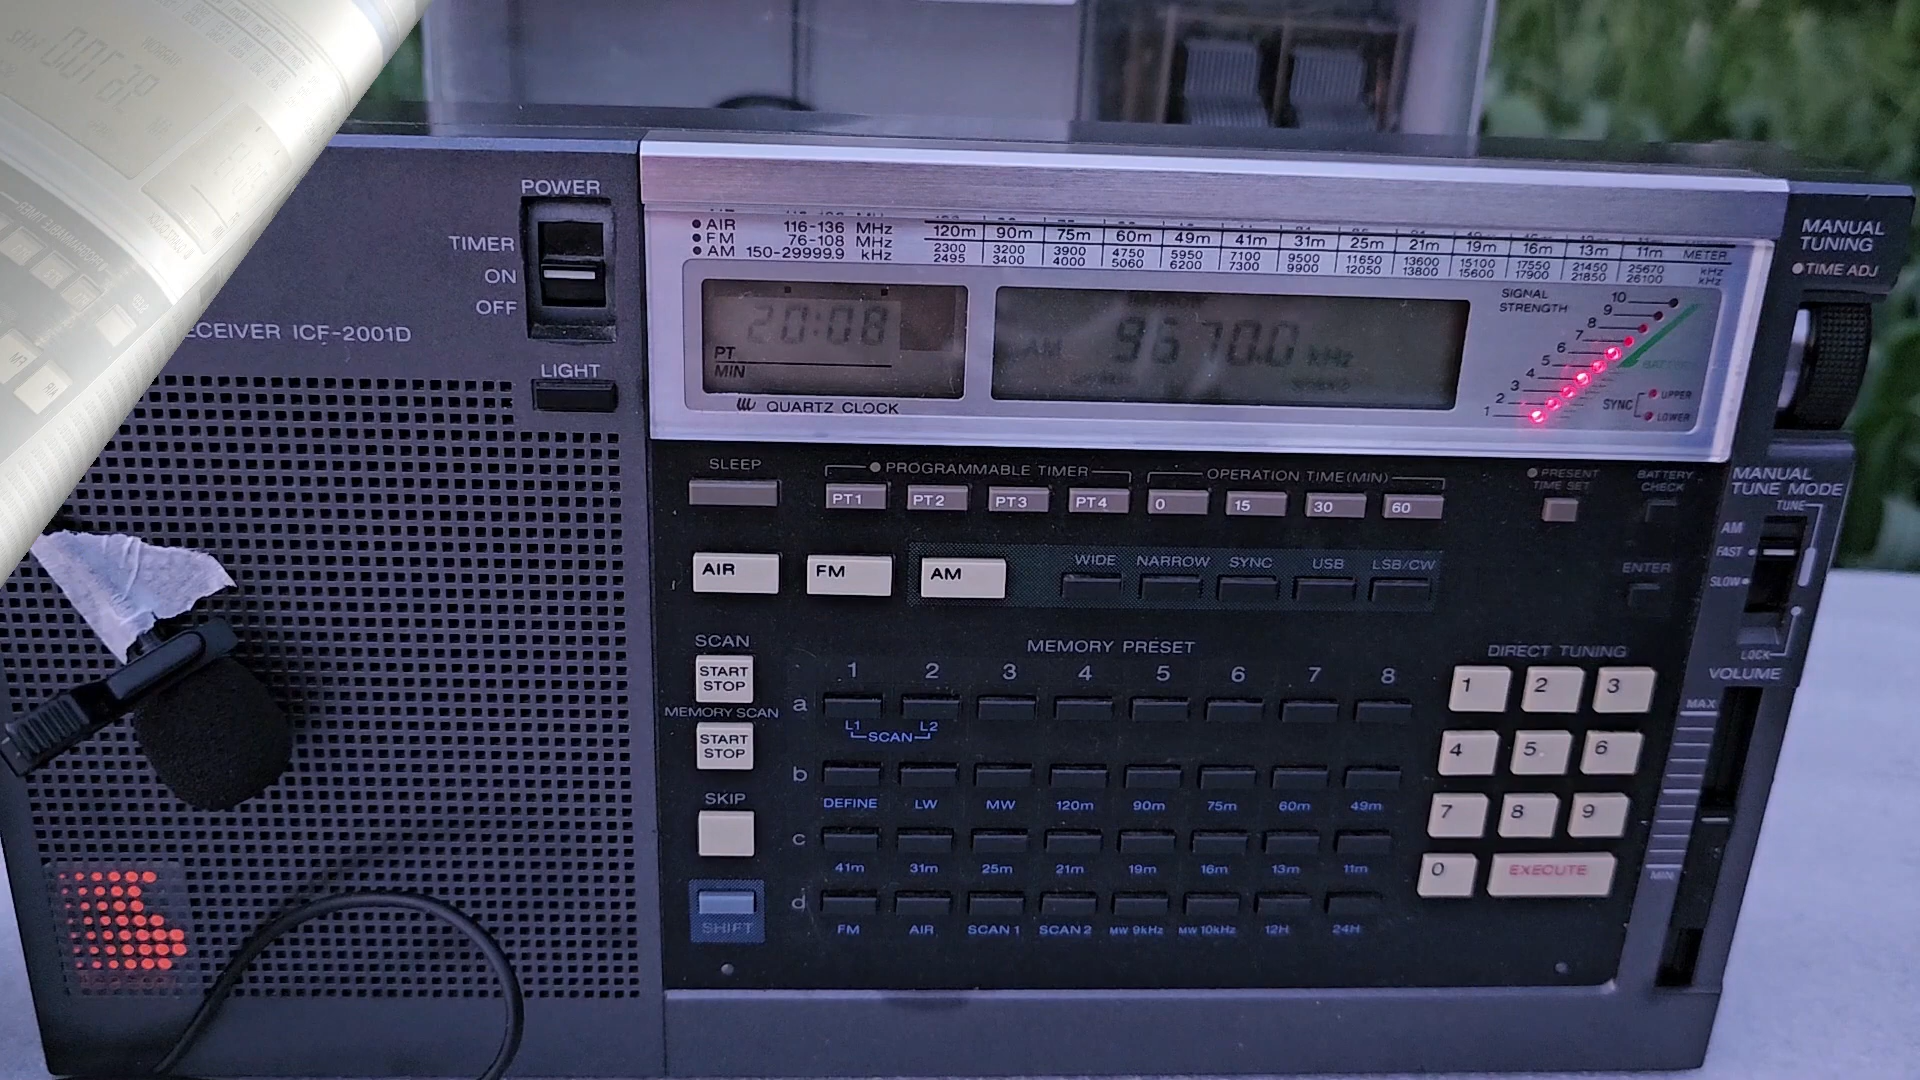 POWER
TIMER
ON
OFF
ECEIVER ICF-2001D
LIGHT
AIR 116-136 MHz
FM 76-108 MHz
AM 150-29999.9 kHz
120m 90m 75m 60m 49m 41m 31m 25m 21m 19m 16m 13m 11m METER
2300 3200 3900 4750 5950 7100 9500 11650 13600 15100 17550 21450 25670 kHz
2495 3400 4000 5060 6200 7300 9900 12050 13800 15600 17900 21850 26100 kHz
20:08
PT
MIN
QUARTZ CLOCK
AM 9670.0 kHz
SIGNAL
STRENGTH
10
9
8
7
6
5
4
3
2
1
SYNC
UPPER
LOWER
MANUAL
TUNING
TIME ADJ
SLEEP
PROGRAMMABLE TIMER
OPERATION TIME(MIN)
PT1 PT2 PT3 PT4 0 15 30 60
PRESENT
TIME SET
BATTERY
CHECK
MANUAL
TUNE MODE
TUNE
AM
FAST
SLOW
LOCK
AIR FM AM
WIDE NARROW SYNC USB LSB/CW
ENTER
SCAN
START
STOP
MEMORY SCAN
START
STOP
SKIP
SHIFT
MEMORY PRESET
1 2 3 4 5 6 7 8
a
L1 SCAN L2
b
DEFINE LW MW 120m 90m 75m 60m 49m
c
41m 31m 25m 21m 19m 16m 13m 11m
d
FM AIR SCAN 1 SCAN 2 MW 9kHz MW 10kHz 12H 24H
DIRECT TUNING
1 2 3
4 5 6
7 8 9
0 EXECUTE
VOLUME
MAX
MIN